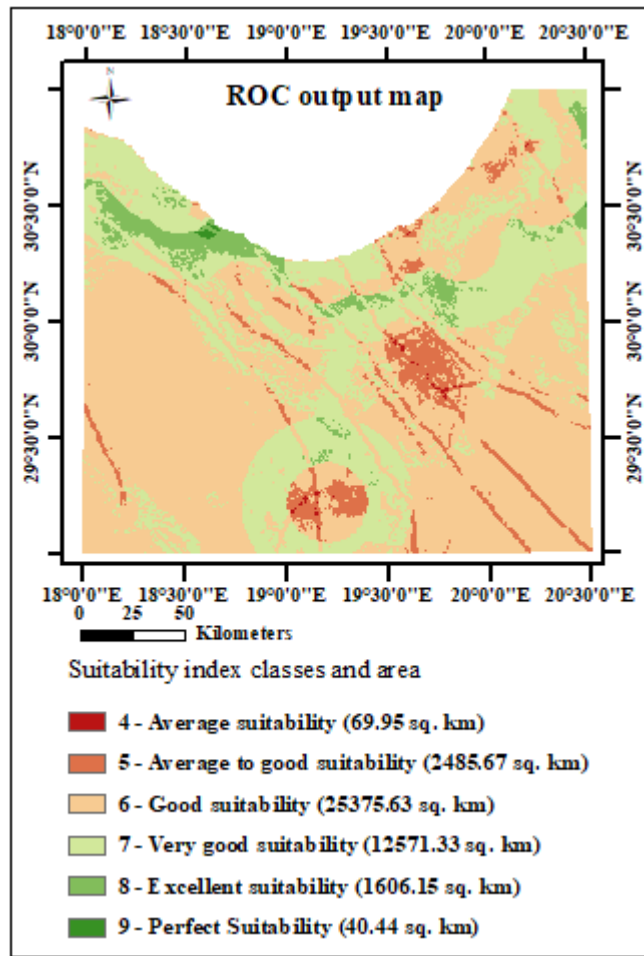 18°0'0"E 18°30'0"E 19°0'0"E 19°30'0"E 20°0'0"E 20°30'0"E
N
ROC output map
30°30'0"N 30°30'0"N
30°0'0"N 30°0'0"N
29°30'0"N 29°30'0"N
18°0'0"E 18°30'0"E 19°0'0"E 19°30'0"E 20°0'0"E 20°30'0"E
0 25 50
Kilometers
Suitability index classes and area
4 - Average suitability (69.95 sq. km)
5 - Average to good suitability (2485.67 sq. km)
6 - Good suitability (25375.63 sq. km)
7 - Very good suitability (12571.33 sq. km)
8 - Excellent suitability (1606.15 sq. km)
9 - Perfect Suitability (40.44 sq. km)